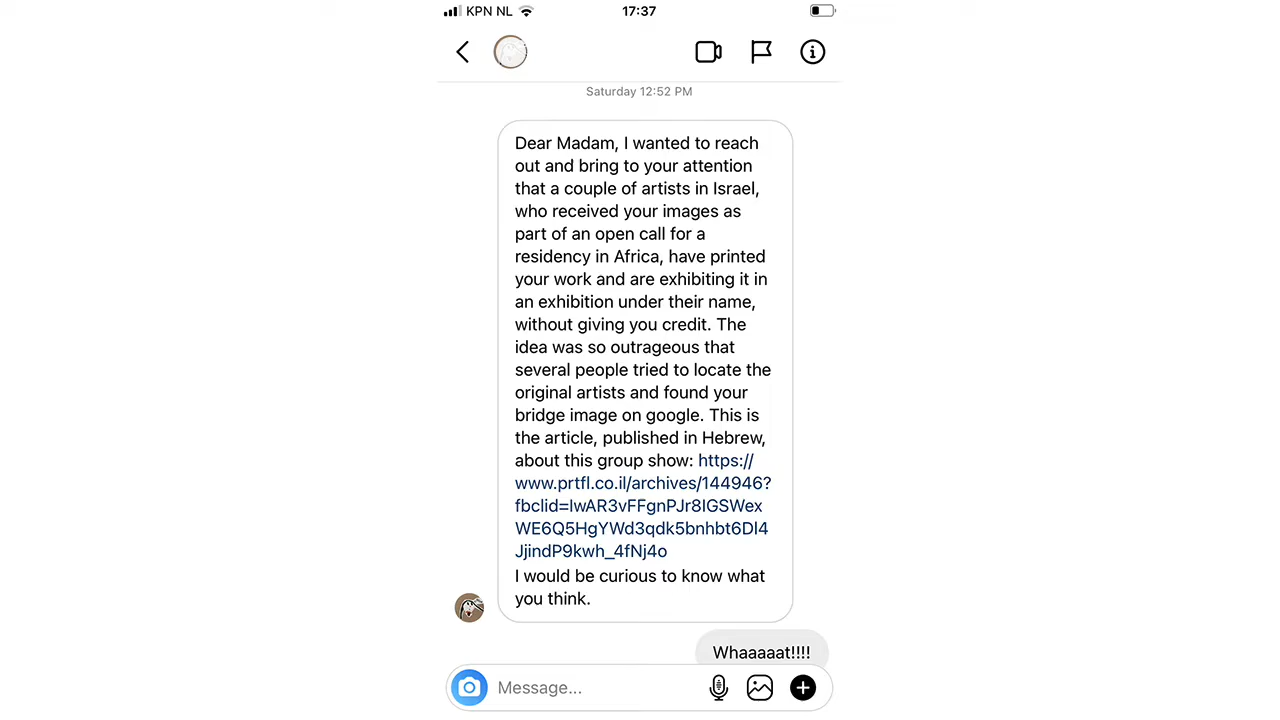 KPN NL
17:37
Saturday 12:52 PM
Dear Madam, I wanted to reach
out and bring to your attention
that a couple of artists in Israel,
who received your images as
part of an open call for a
residency in Africa, have printed
your work and are exhibiting it in
an exhibition under their name,
without giving you credit. The
idea was so outrageous that
several people tried to locate the
original artists and found your
bridge image on google. This is
the article, published in Hebrew,
about this group show: https://
www.prtfl.co.il/archives/144946?
fbclid=IwAR3vFFgnPJr8IGSWex
WE6Q5HgYWd3qdk5bnhbt6DI4
JjindP9kwh_4fNj4o
I would be curious to know what
you think.
Whaaaaat!!!!
Message...